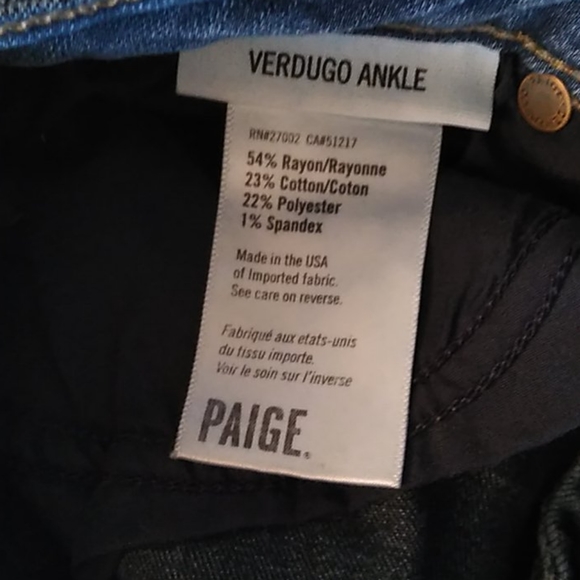 VERDUGO ANKLE
RN#27002 CA#51217
54% Rayon/Rayonne
23% Cotton/Coton
22% Polyester
1% Spandex
Made in the USA
of Imported fabric.
See care on reverse.
Fabriqué aux etats-unis
du tissu importe.
Voir le soin sur l'inverse
PAIGE.